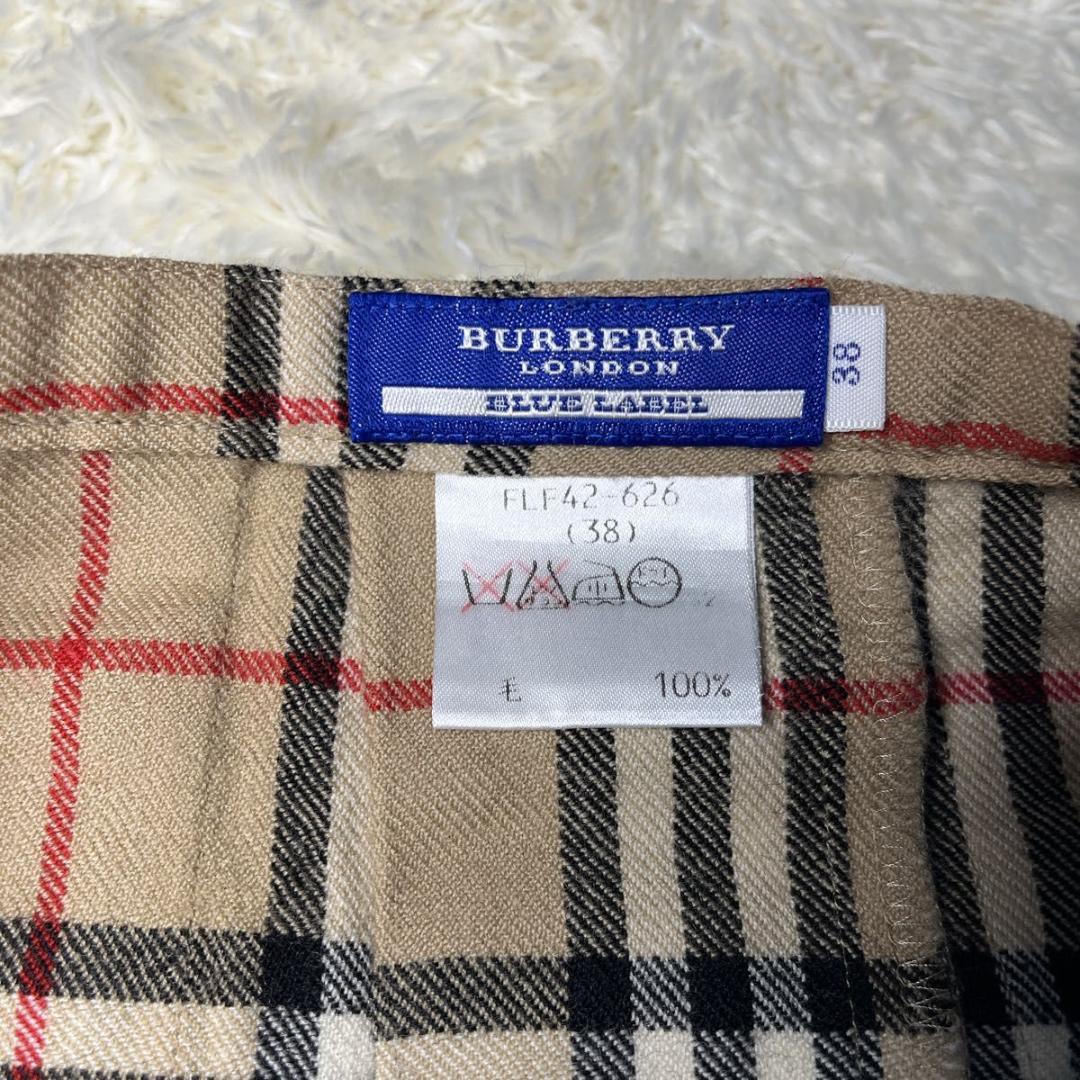 BURBERRY
LONDON
BLUE LABEL
38
FLF42-626
(38)
毛 100%